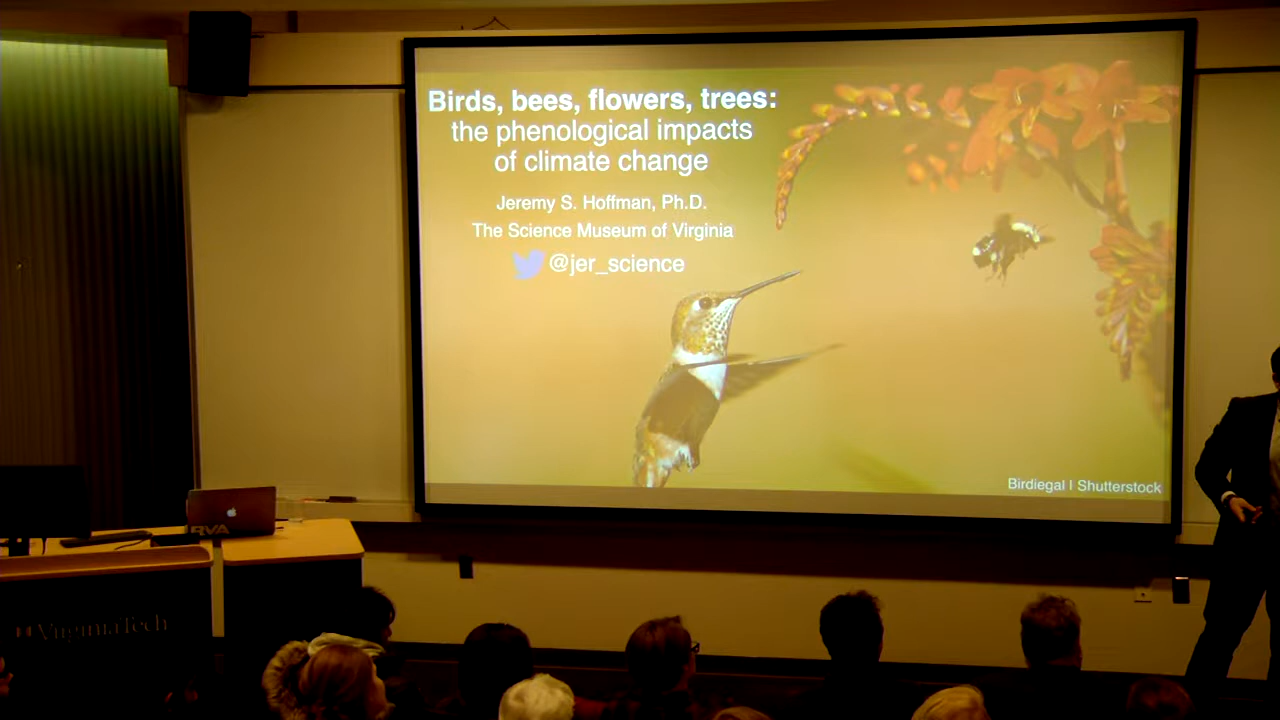 Birds, bees, flowers, trees:
the phenological impacts
of climate change
Jeremy S. Hoffman, Ph.D.
The Science Museum of Virginia
@jer_science
Birdiegal | Shutterstock
RVA
VirginiaTech